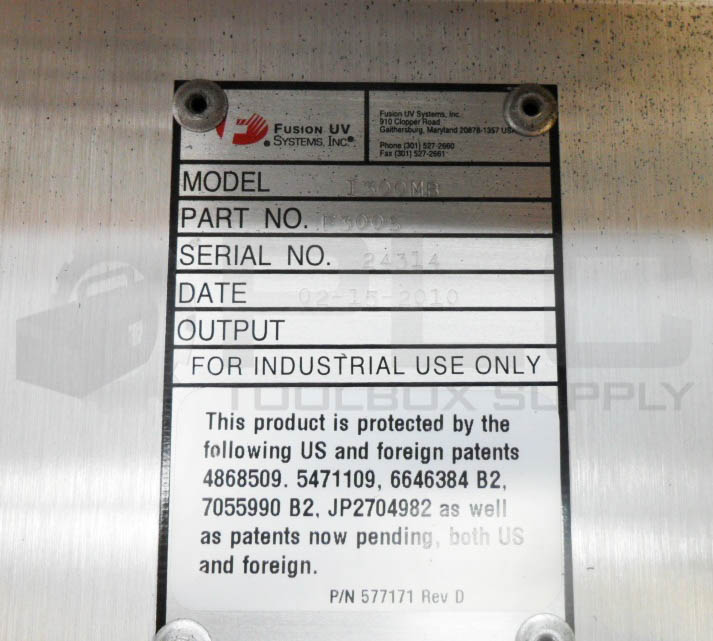 FUSION UV
SYSTEMS, INC.®
Fusion UV Systems, Inc.
910 Clopper Road
Gaithersburg, Maryland 20878-1357 USA
Phone (301) 527-2660
Fax (301) 527-2661
MODEL I300MB
PART NO. P300S
SERIAL NO. 24314
DATE 02-15-2010
OUTPUT
FOR INDUSTRIAL USE ONLY
PLC
TOOLBOX SUPPLY
This product is protected by the
following US and foreign patents
4868509. 5471109, 6646384 B2,
7055990 B2, JP2704982 as well
as patents now pending, both US
and foreign.
P/N 577171 Rev D